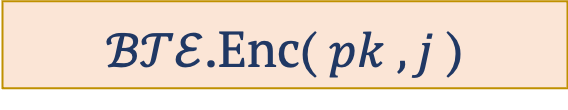 ℬ𝒯ℰ.Enc( 𝑝𝑘 , 𝑗 )